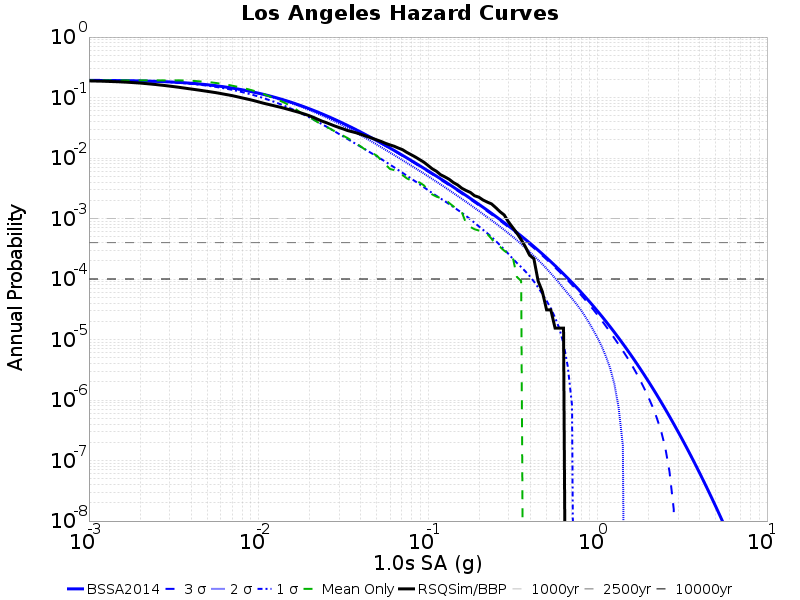 Los Angeles Hazard Curves
Annual Probability
10^0
10^-1
10^-2
10^-3
10^-4
10^-5
10^-6
10^-7
10^-8
10^-3 10^-2 10^-1 10^0 10^1
1.0s SA (g)
BSSA2014 3 σ 2 σ 1 σ Mean Only RSQSim/BBP 1000yr 2500yr 10000yr